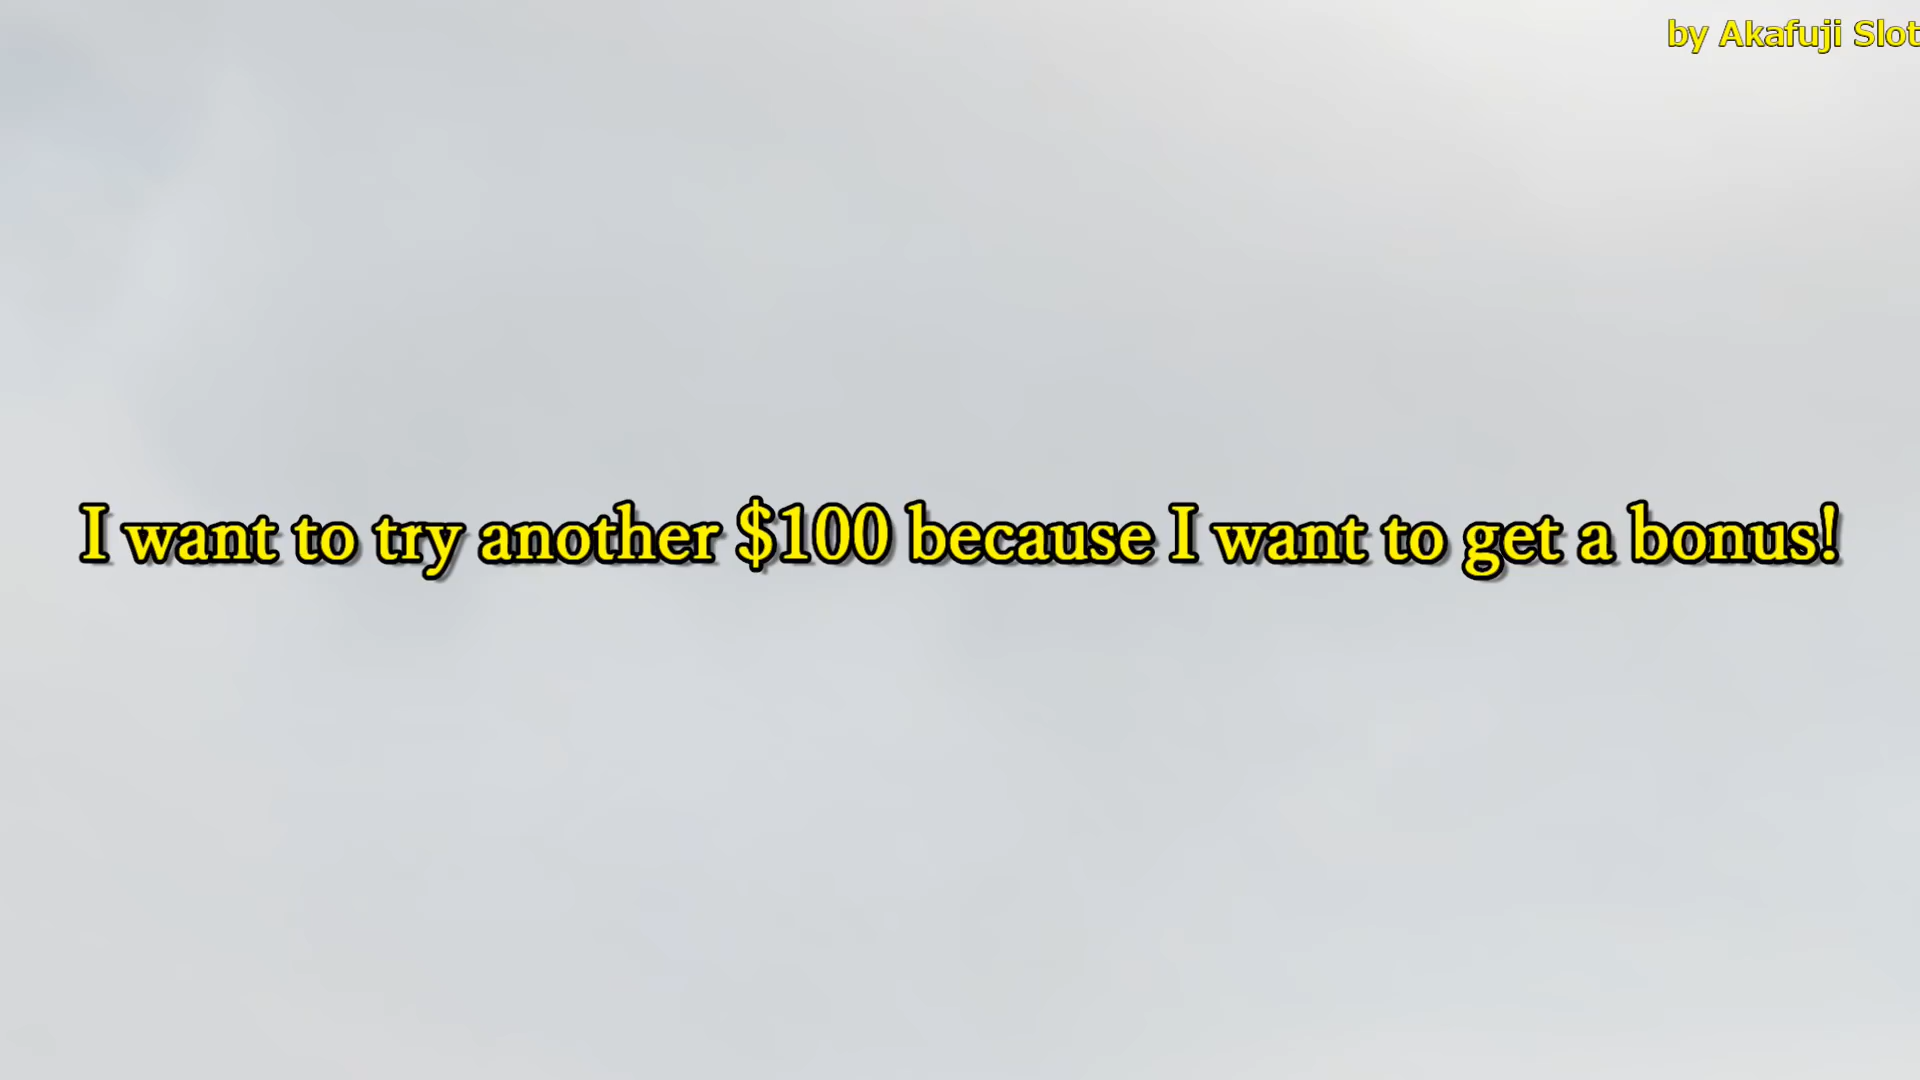 by Akafuji Slot
I want to try another $100 because I want to get a bonus!